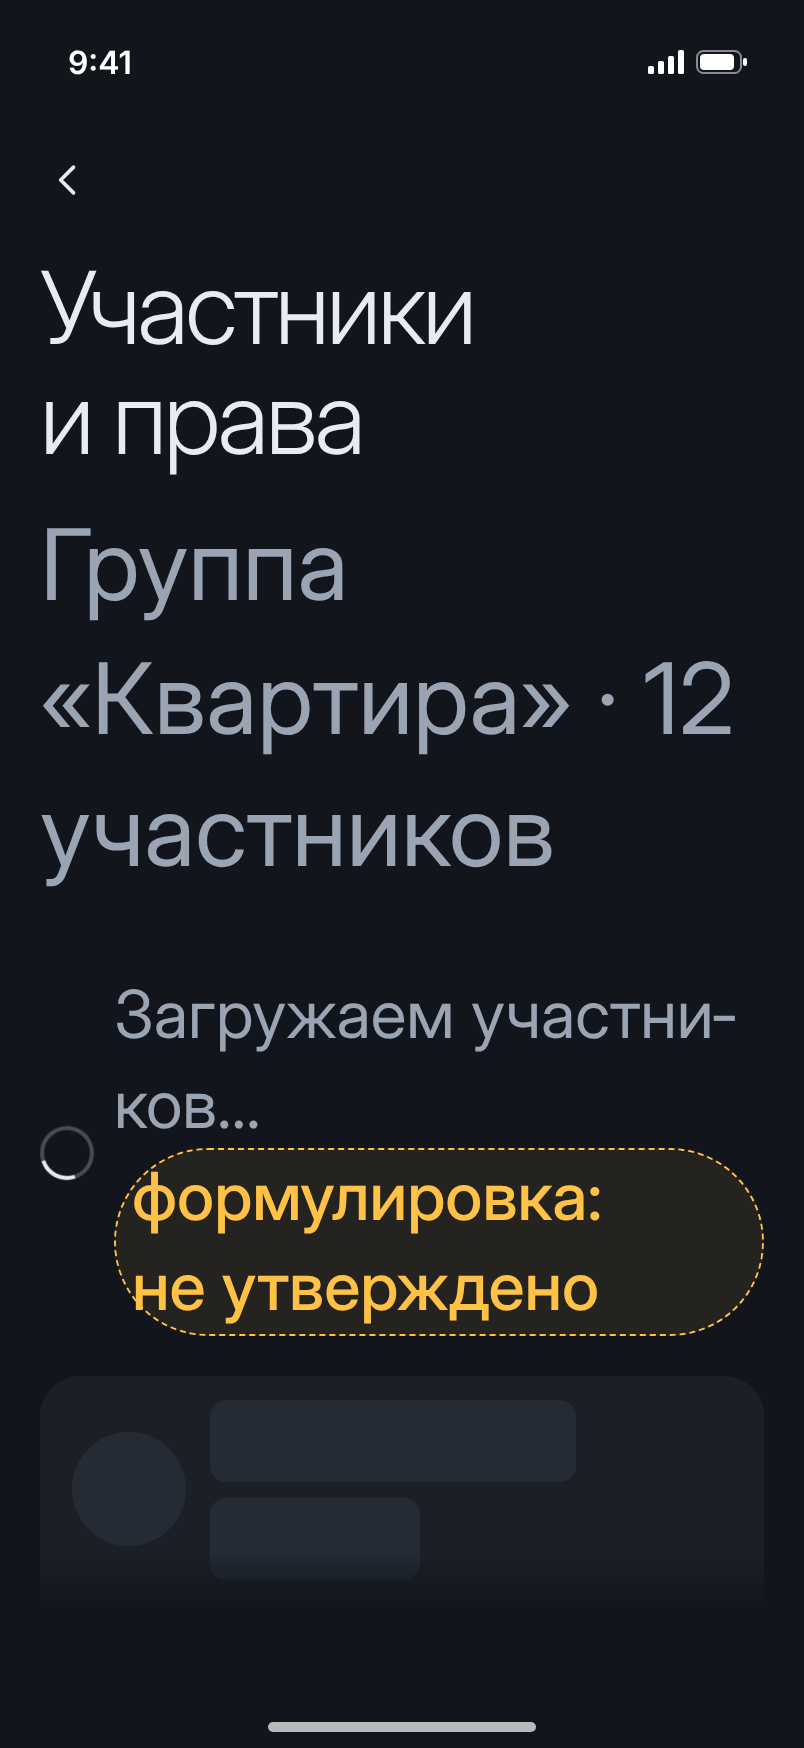 9:41
Участники
и права
Группа
«Квартира» · 12
участников
Загружаем участни-
ков...
формулировка:
не утверждено